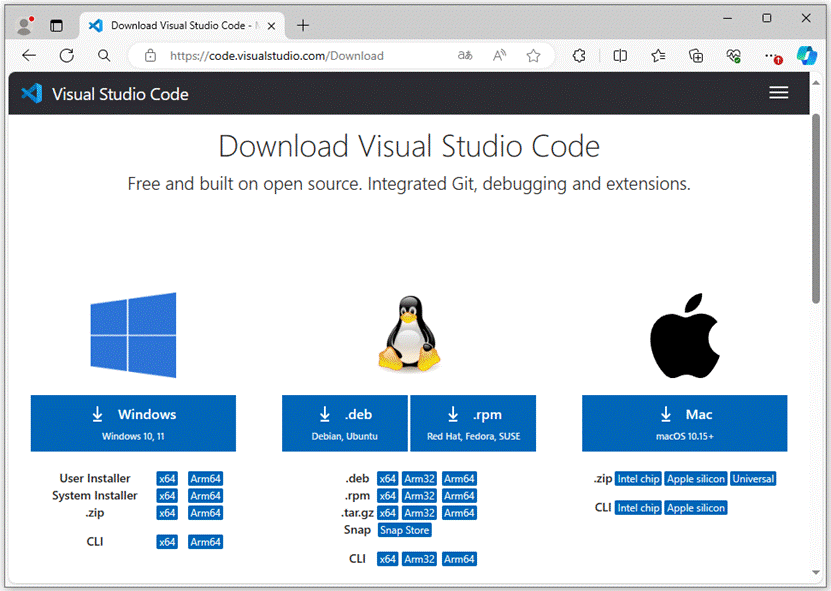 Download Visual Studio Code -
https://code.visualstudio.com/Download
Visual Studio Code
Download Visual Studio Code
Free and built on open source. Integrated Git, debugging and extensions.
Windows
Windows 10, 11
User Installer x64 Arm64
System Installer x64 Arm64
.zip x64 Arm64
CLI x64 Arm64
.deb
Debian, Ubuntu
.rpm
Red Hat, Fedora, SUSE
.deb x64 Arm32 Arm64
.rpm x64 Arm32 Arm64
.tar.gz x64 Arm32 Arm64
Snap Snap Store
CLI x64 Arm32 Arm64
Mac
macOS 10.15+
.zip Intel chip Apple silicon Universal
CLI Intel chip Apple silicon